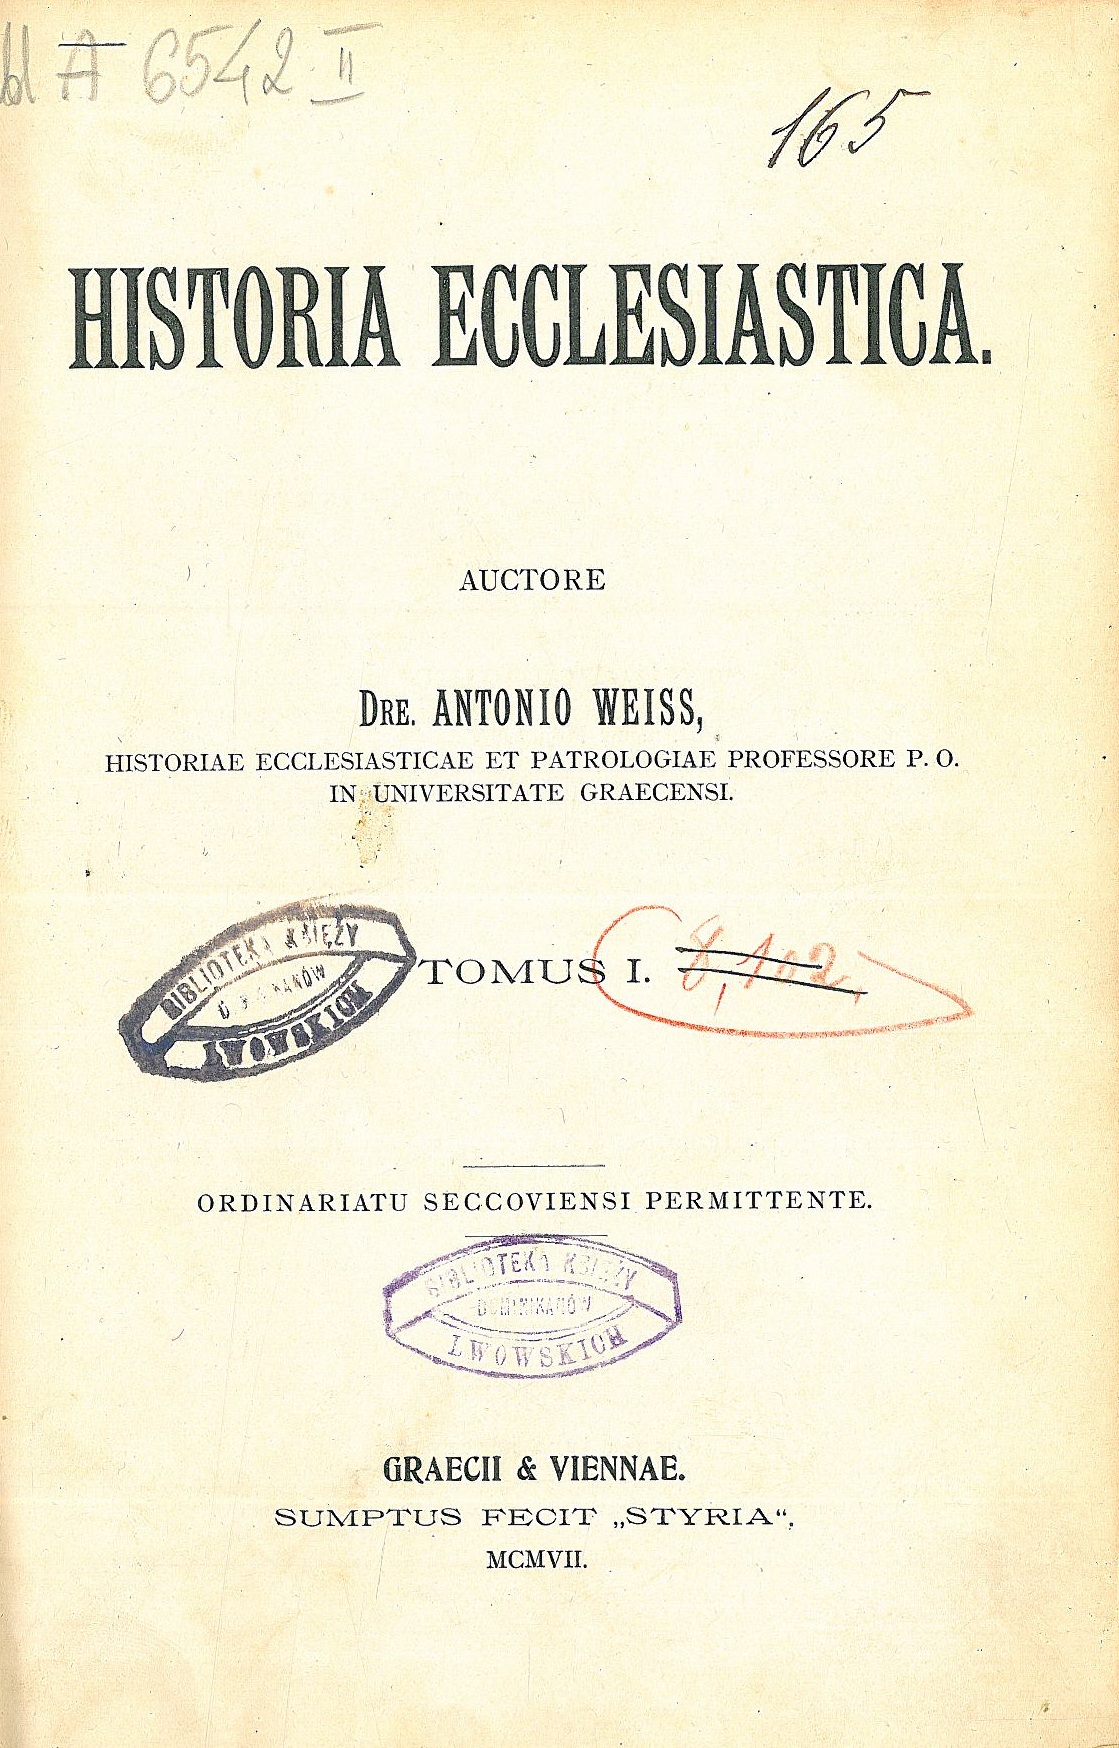 A 6542 II
165
HISTORIA ECCLESIASTICA.
AUCTORE
DRE. ANTONIO WEISS,
HISTORIAE ECCLESIASTICAE ET PATROLOGIAE PROFESSORE P. O.
IN UNIVERSITATE GRAECENSI.
BIBLIOTEKA KSIĘŻY
DOMINIKANÓW
LWOWSKICH
TOMUS I.
ORDINARIATU SECCOVIENSI PERMITTENTE.
BIBLIOTEKA KSIĘŻY
DOMINIKANÓW
LWOWSKICH
GRAECII & VIENNAE.
SUMPTUS FECIT „STYRIA“.
MCMVII.